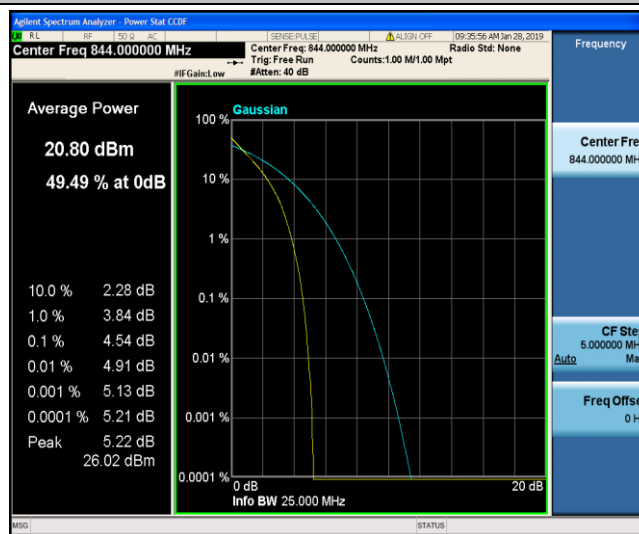 Agilent Spectrum Analyzer - Power Stat CCDF
RL RF 50 Ω AC SENSE:PULSE ALIGN OFF 09:35:56 AM Jan 28, 2019
Center Freq 844.000000 MHz
Center Freq: 844.000000 MHz Radio Std: None
Trig: Free Run Counts:1.00 M/1.00 Mpt
#IFGain:Low #Atten: 40 dB
Frequency
Average Power
20.80 dBm
49.49 % at 0dB
10.0 % 2.28 dB
1.0 % 3.84 dB
0.1 % 4.54 dB
0.01 % 4.91 dB
0.001 % 5.13 dB
0.0001 % 5.21 dB
Peak 5.22 dB
26.02 dBm
Gaussian
100 %
10 %
1 %
0.1 %
0.01 %
0.001 %
0.0001 %
0 dB 20 dB
Info BW 25.000 MHz
Center Fre
844.000000 MH
CF Ste
5.000000 MH
Auto Ma
Freq Offse
0 H
MSG STATUS